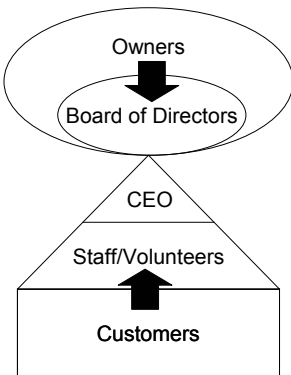 Owners
Board of Directors
CEO
Staff/Volunteers
Customers